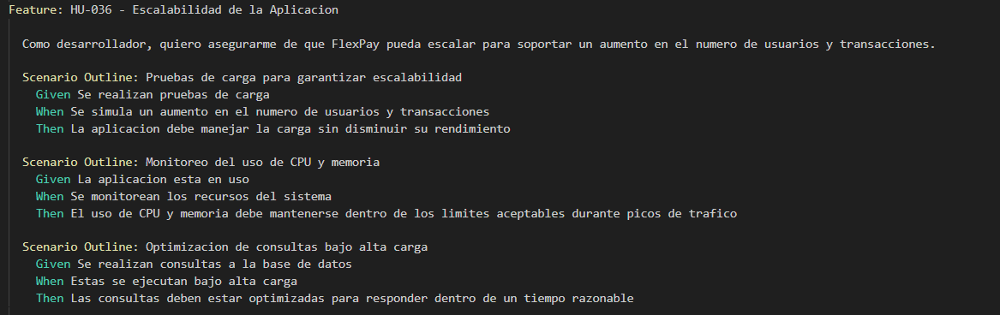 Feature: HU-036 - Escalabilidad de la Aplicacion
Como desarrollador, quiero asegurarme de que FlexPay pueda escalar para soportar un aumento en el numero de usuarios y transacciones.
Scenario Outline: Pruebas de carga para garantizar escalabilidad
Given Se realizan pruebas de carga
When Se simula un aumento en el numero de usuarios y transacciones
Then La aplicacion debe manejar la carga sin disminuir su rendimiento
Scenario Outline: Monitoreo del uso de CPU y memoria
Given La aplicacion esta en uso
When Se monitorean los recursos del sistema
Then El uso de CPU y memoria debe mantenerse dentro de los limites aceptables durante picos de trafico
Scenario Outline: Optimizacion de consultas bajo alta carga
Given Se realizan consultas a la base de datos
When Estas se ejecutan bajo alta carga
Then Las consultas deben estar optimizadas para responder dentro de un tiempo razonable